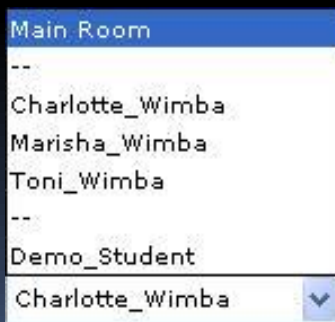 Main Room
--
Charlotte_Wimba
Marisha_Wimba
Toni_Wimba
--
Demo_Student
Charlotte_Wimba